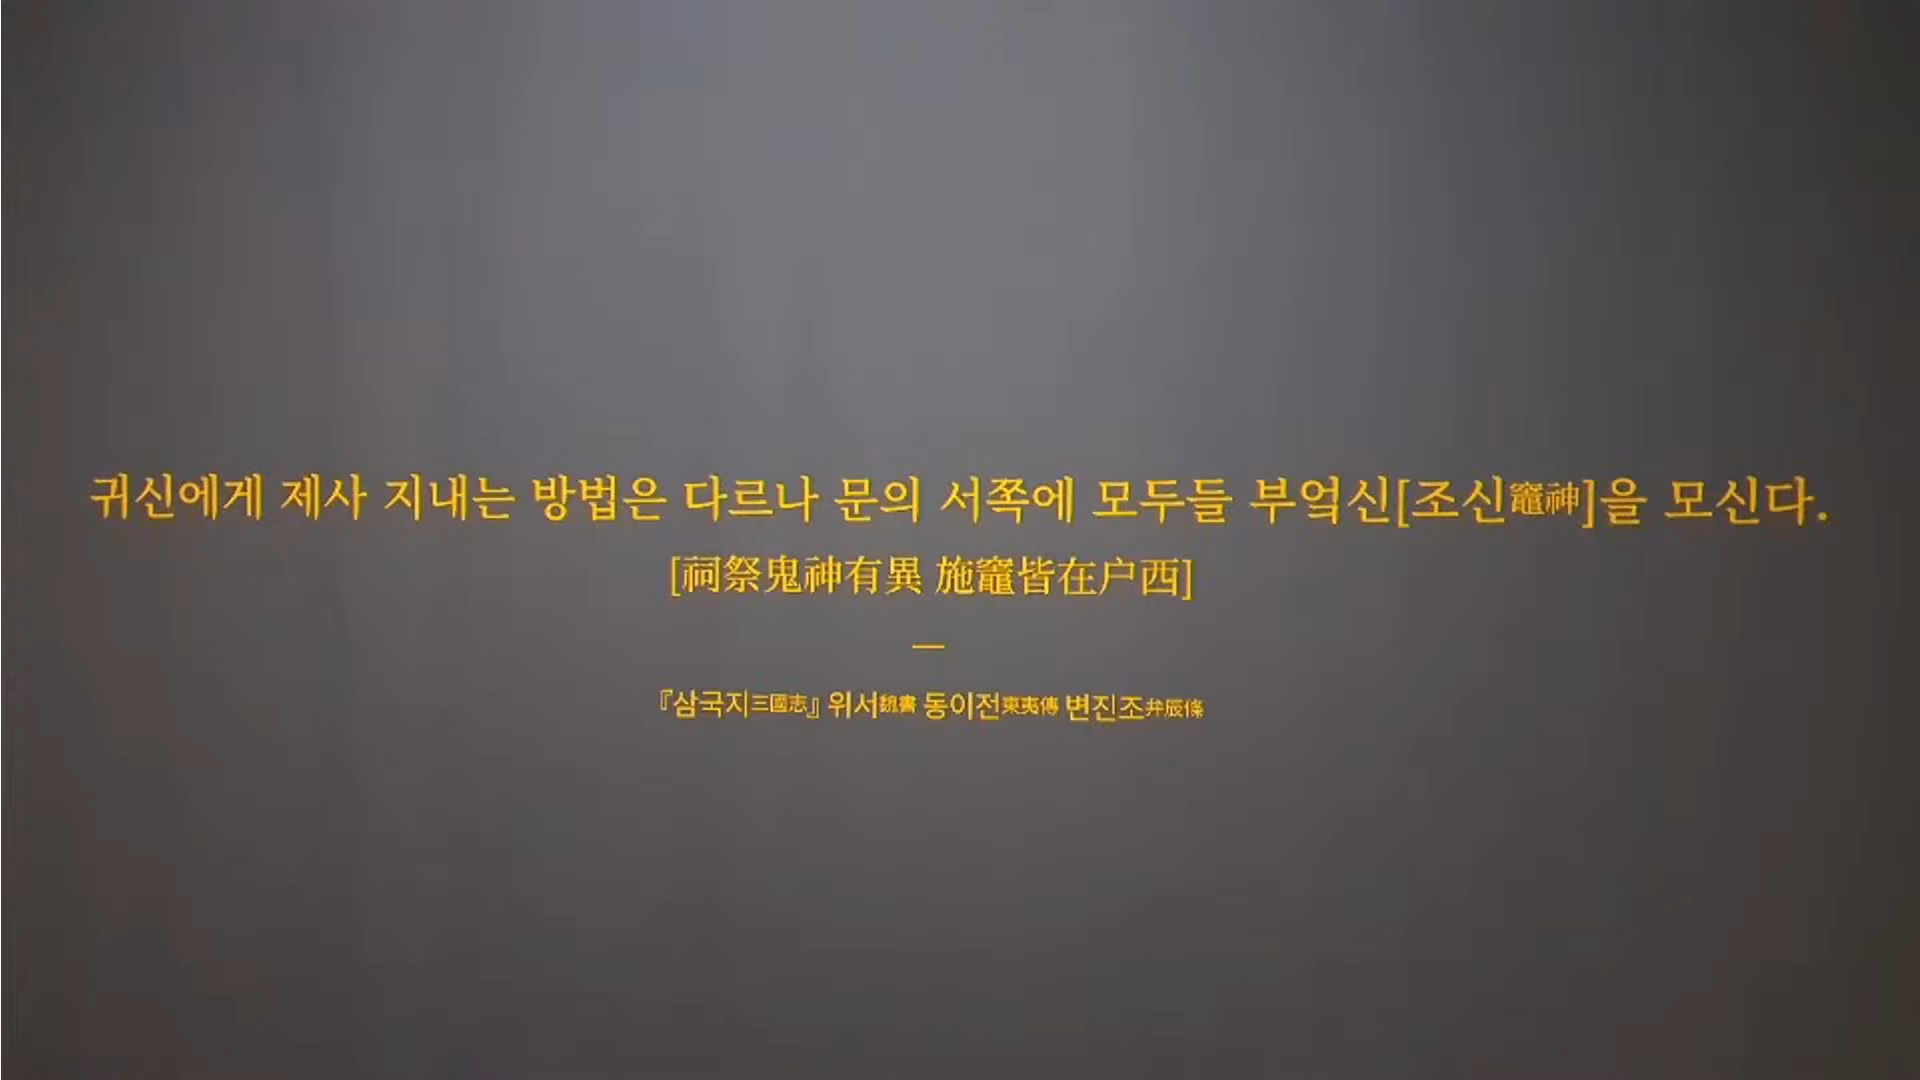 귀신에게 제사 지내는 방법은 다르나 문의 서쪽에 모두들 부엌신[조신竈神]을 모신다.
[祠祭鬼神有異 施竈皆在户西]
—
『삼국지三國志』 위서魏書 동이전東夷傳 변진조弁辰條